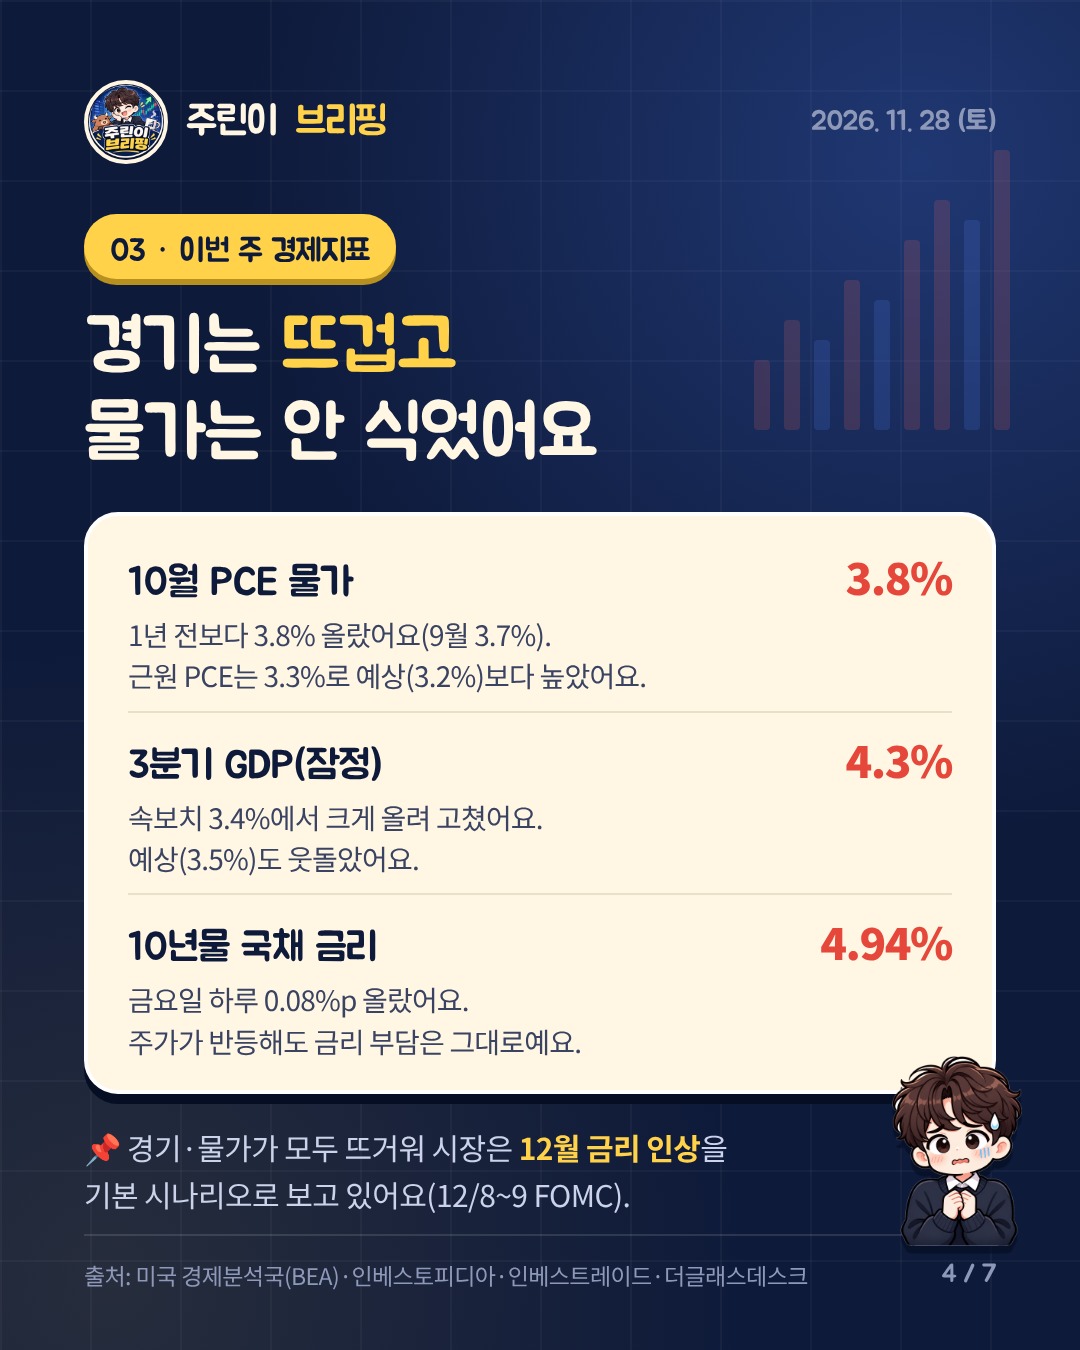 주린이 브리핑
주린이 브리핑
2026. 11. 28 (토)
03 · 이번 주 경제지표
경기는 뜨겁고
물가는 안 식었어요
10월 PCE 물가 3.8%
1년 전보다 3.8% 올랐어요(9월 3.7%).
근원 PCE는 3.3%로 예상(3.2%)보다 높았어요.
3분기 GDP(잠정) 4.3%
속보치 3.4%에서 크게 올려 고쳤어요.
예상(3.5%)도 웃돌았어요.
10년물 국채 금리 4.94%
금요일 하루 0.08%p 올랐어요.
주가가 반등해도 금리 부담은 그대로예요.
📌 경기·물가가 모두 뜨거워 시장은 12월 금리 인상을
기본 시나리오로 보고 있어요(12/8~9 FOMC).
출처: 미국 경제분석국(BEA)·인베스토피디아·인베스트레이드·더글래스데스크
4 / 7